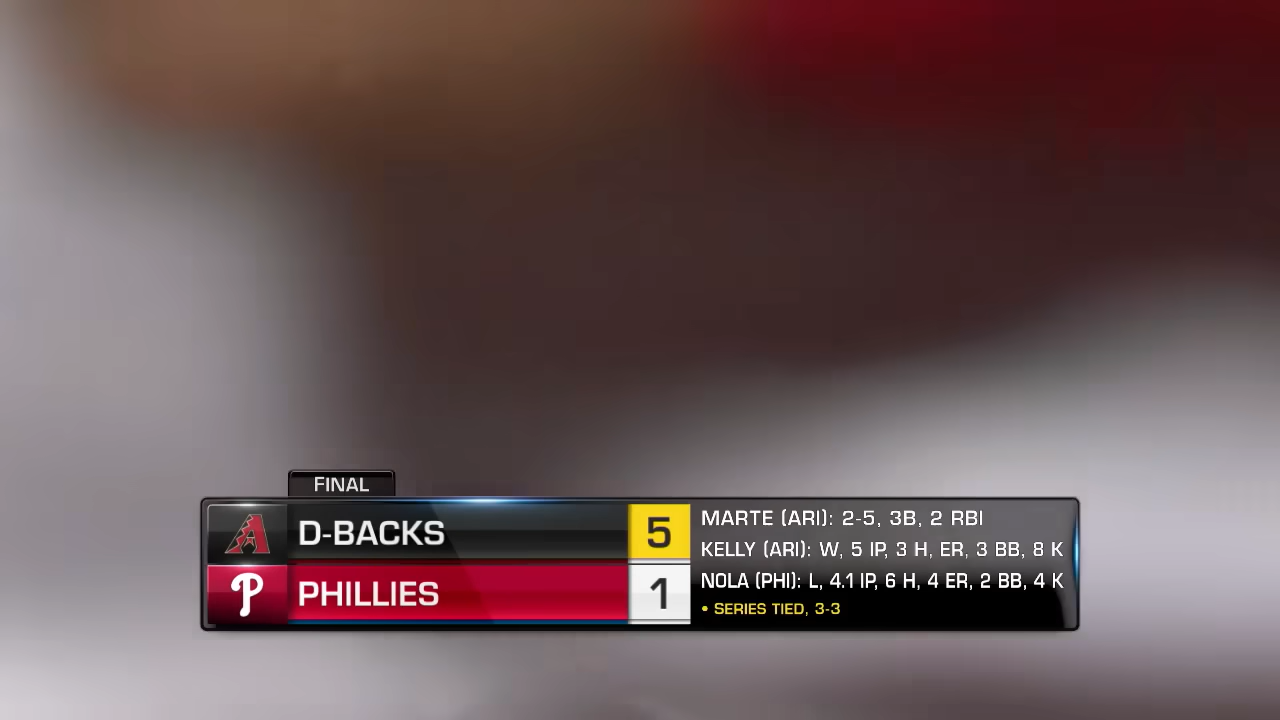 FINAL
D-BACKS 5
PHILLIES 1
MARTE (ARI): 2-5, 3B, 2 RBI
KELLY (ARI): W, 5 IP, 3 H, ER, 3 BB, 8 K
NOLA (PHI): L, 4.1 IP, 6 H, 4 ER, 2 BB, 4 K
• SERIES TIED, 3-3